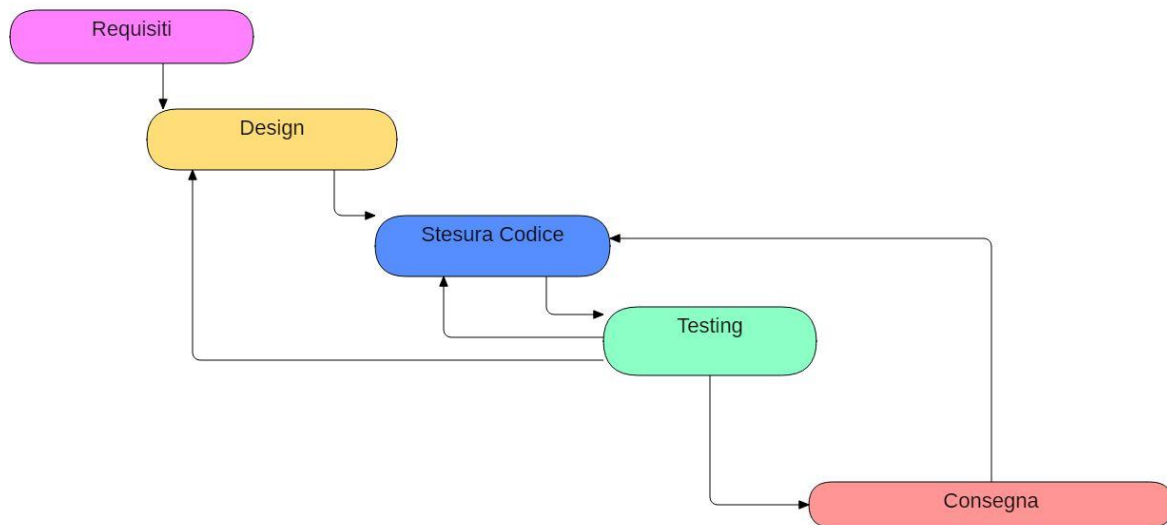 Requisiti
Design
Stesura Codice
Testing
Consegna